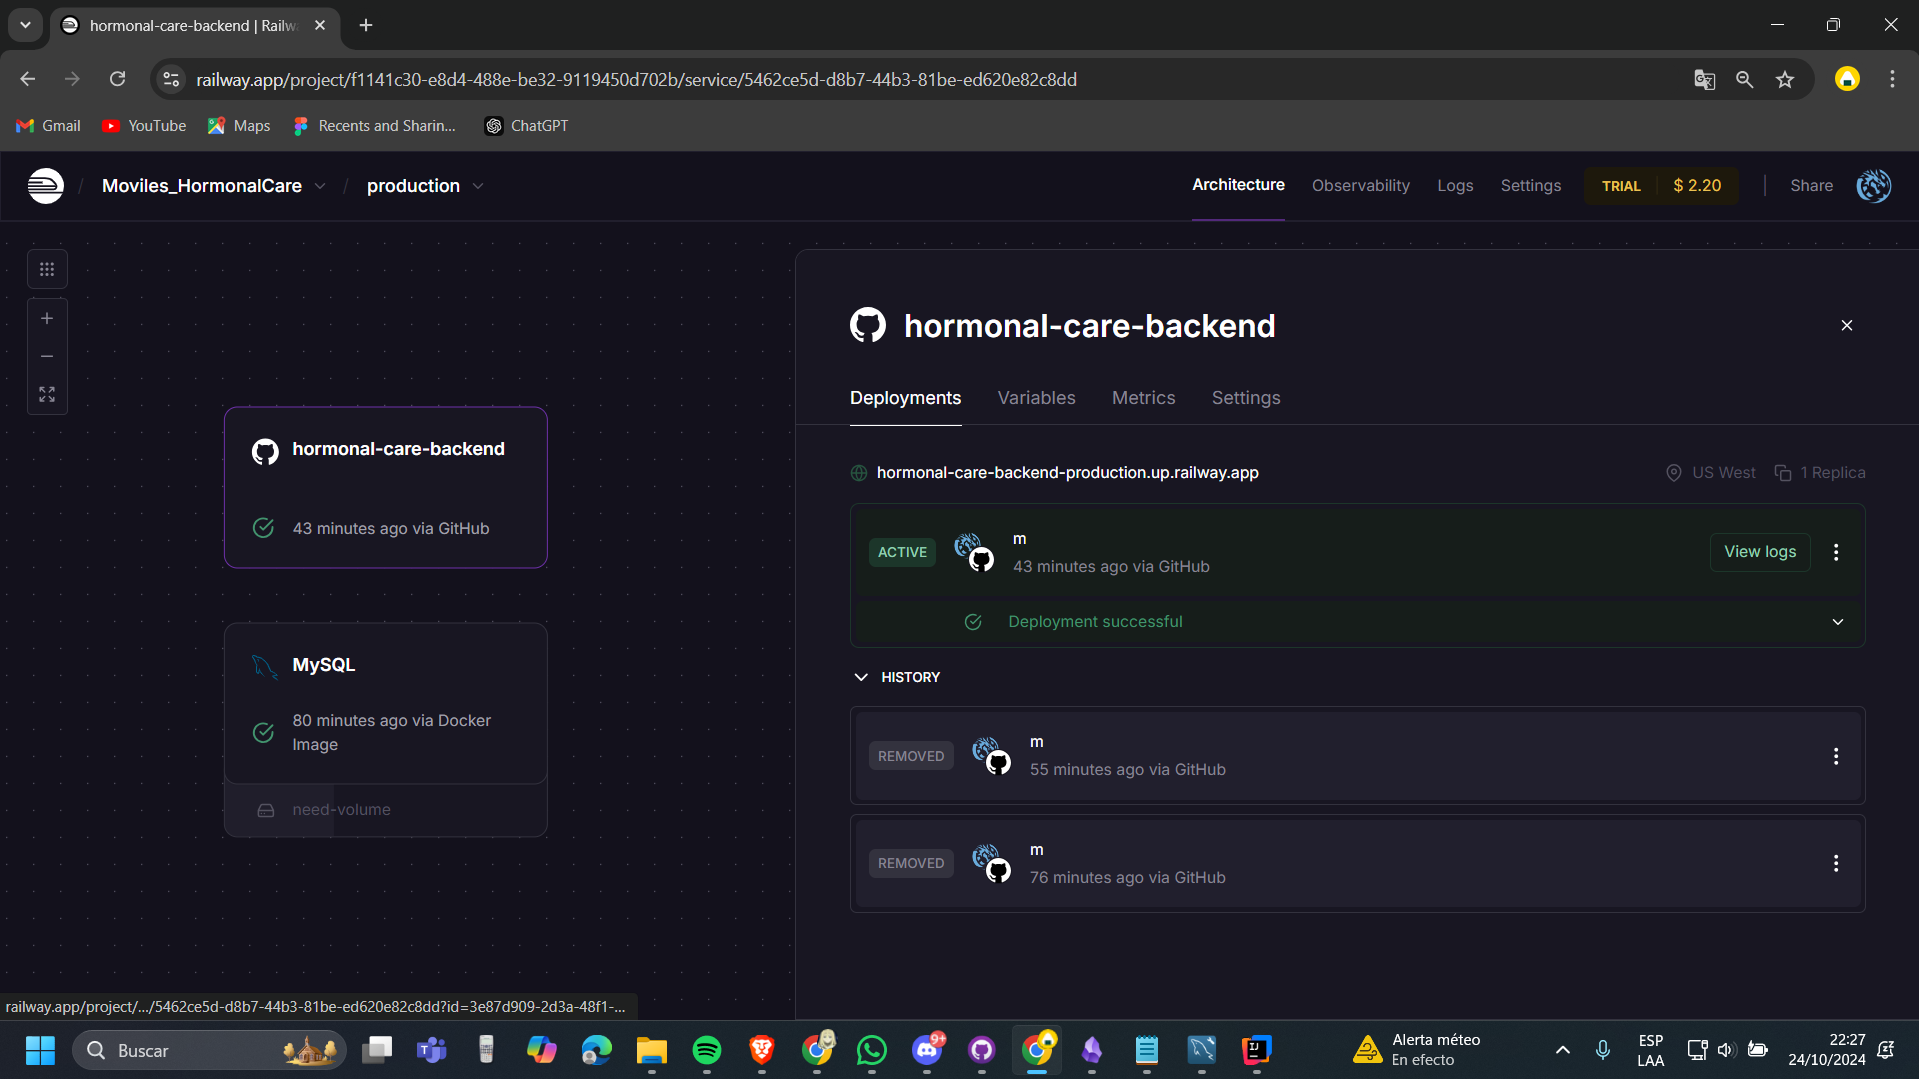 hormonal-care-backend | Railw
railway.app/project/f1141c30-e8d4-488e-be32-9119450d702b/service/5462ce5d-d8b7-44b3-81be-ed620e82c8dd
Gmail
YouTube
Maps
Recents and Sharin...
ChatGPT
/ Moviles_HormonalCare / production
Architecture
Observability
Logs
Settings
TRIAL
$ 2.20
Share
hormonal-care-backend
43 minutes ago via GitHub
MySQL
80 minutes ago via Docker
Image
need-volume
hormonal-care-backend
Deployments
Variables
Metrics
Settings
hormonal-care-backend-production.up.railway.app
US West
1 Replica
ACTIVE
m
43 minutes ago via GitHub
View logs
Deployment successful
HISTORY
REMOVED
m
55 minutes ago via GitHub
REMOVED
m
76 minutes ago via GitHub
railway.app/project/.../5462ce5d-d8b7-44b3-81be-ed620e82c8dd?id=3e87d909-2d3a-48f1-...
Buscar
9+
Alerta méteo
En efecto
ESP
LAA
22:27
24/10/2024